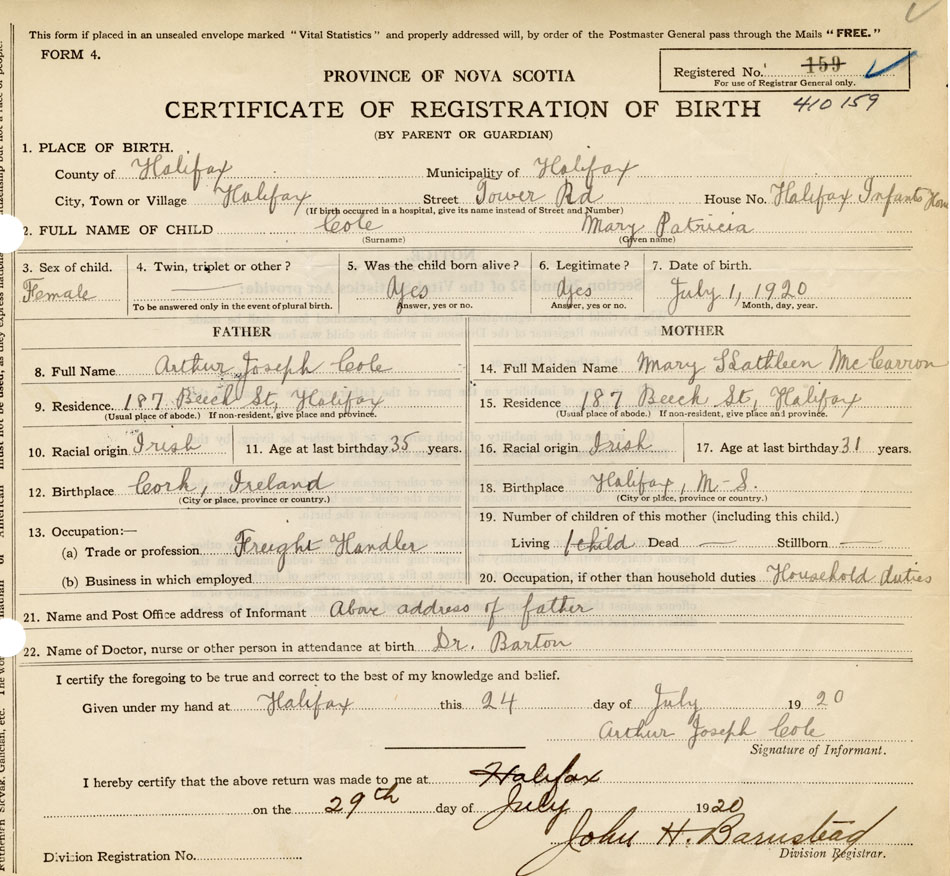 This form if placed in an unsealed envelope marked "Vital Statistics" and properly addressed will, by order of the Postmaster General pass through the Mails "FREE."
FORM 4.
Registered No. 159
For use of Registrar General only.
410 159
PROVINCE OF NOVA SCOTIA
CERTIFICATE OF REGISTRATION OF BIRTH
(BY PARENT OR GUARDIAN)
1. PLACE OF BIRTH.
County of Halifax Municipality of Halifax
City, Town or Village Halifax Street Tower Rd House No. Halifax Infants Hom
(If birth occurred in a hospital, give its name instead of Street and Number)
2. FULL NAME OF CHILD Cole Mary Patricia
(Surname) (Given name)
3. Sex of child. 4. Twin, triplet or other? 5. Was the child born alive? 6. Legitimate? 7. Date of birth.
Female Yes Yes July 1, 1920
To be answered only in the event of plural birth. Answer, yes or no. Answer, yes or no. Month, day, year.
FATHER
8. Full Name Arthur Joseph Cole
9. Residence 187 Beech St, Halifax
(Usual place of abode.) If non-resident, give place and province.
10. Racial origin Irish 11. Age at last birthday 35 years.
12. Birthplace Cork, Ireland
(City or place, province or country.)
13. Occupation:—
(a) Trade or profession Freight Handler
(b) Business in which employed
MOTHER
14. Full Maiden Name Mary Kathleen McCarron
15. Residence 187 Beech St, Halifax
(Usual place of abode.) If non-resident, give place and province.
16. Racial origin Irish 17. Age at last birthday 31 years.
18. Birthplace Halifax, N-S.
(City or place, province or country.)
19. Number of children of this mother (including this child.)
Living 1 child Dead — Stillborn —
20. Occupation, if other than household duties Household duties
21. Name and Post Office address of Informant Above address of father
22. Name of Doctor, nurse or other person in attendance at birth Dr. Barton
I certify the foregoing to be true and correct to the best of my knowledge and belief.
Given under my hand at Halifax this 24 day of July 1920
Arthur Joseph Cole
Signature of Informant.
I hereby certify that the above return was made to me at Halifax
on the 29th day of July 1920
John H. Barnstead
Division Registration No. Division Registrar.